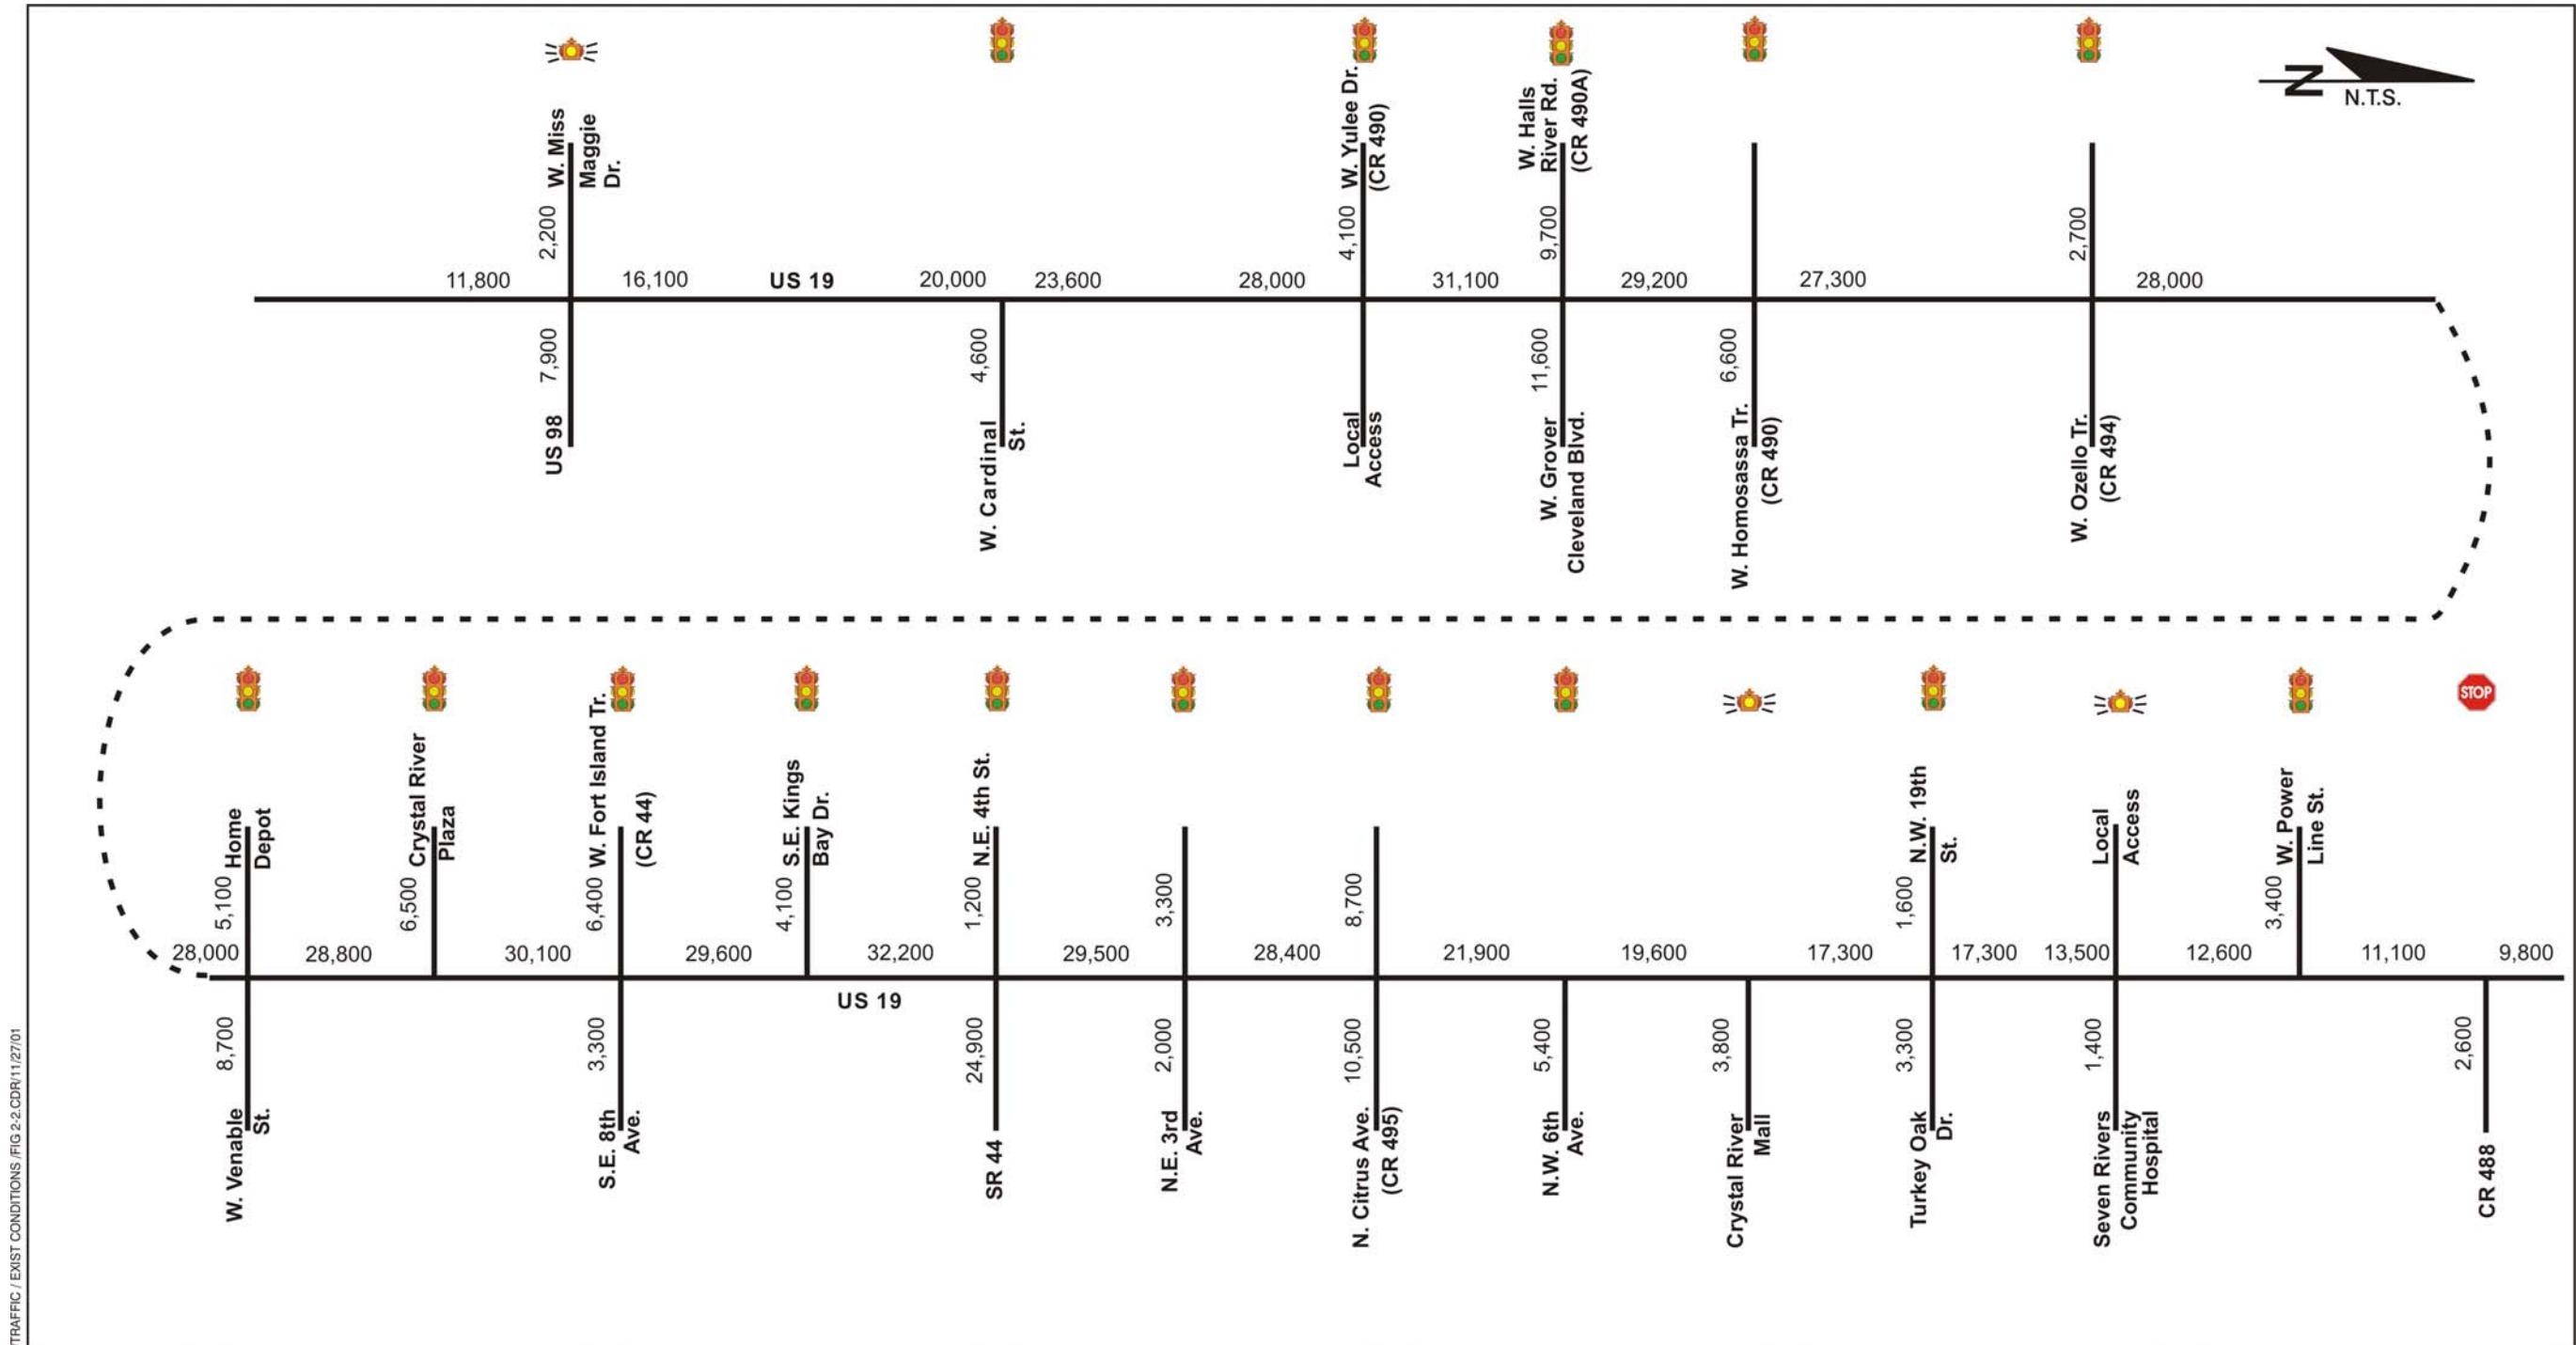 W. Miss
Maggie
Dr.
W. Yulee Dr.
(CR 490)
W. Halls
River Rd.
(CR 490A)
N
N.T.S.
2,200
4,100
9,700
2,700
11,800
16,100
US 19
20,000
23,600
28,000
31,100
29,200
27,300
28,000
7,900
4,600
11,600
6,600
US 98
W. Cardinal
St.
Local
Access
W. Grover
Cleveland Blvd.
W. Homosassa Tr.
(CR 490)
W. Ozello Tr.
(CR 494)
STOP
Home
Depot
Crystal River
Plaza
W. Fort Island Tr.
(CR 44)
S.E. Kings
Bay Dr.
N.E. 4th St.
N.W. 19th
St.
Local
Access
W. Power
Line St.
5,100
6,500
6,400
4,100
1,200
3,300
8,700
1,600
3,400
28,000
28,800
30,100
29,600
32,200
29,500
28,400
21,900
19,600
17,300
17,300
13,500
12,600
11,100
9,800
US 19
8,700
3,300
24,900
2,000
10,500
5,400
3,800
3,300
1,400
2,600
W. Venable
St.
S.E. 8th
Ave.
SR 44
N.E. 3rd
Ave.
N. Citrus Ave.
(CR 495)
N.W. 6th
Ave.
Crystal River
Mall
Turkey Oak
Dr.
Seven Rivers
Community
Hospital
CR 488
/TRAFFIC / EXIST CONDITIONS /FIG 2-2.CDR/11/27/01